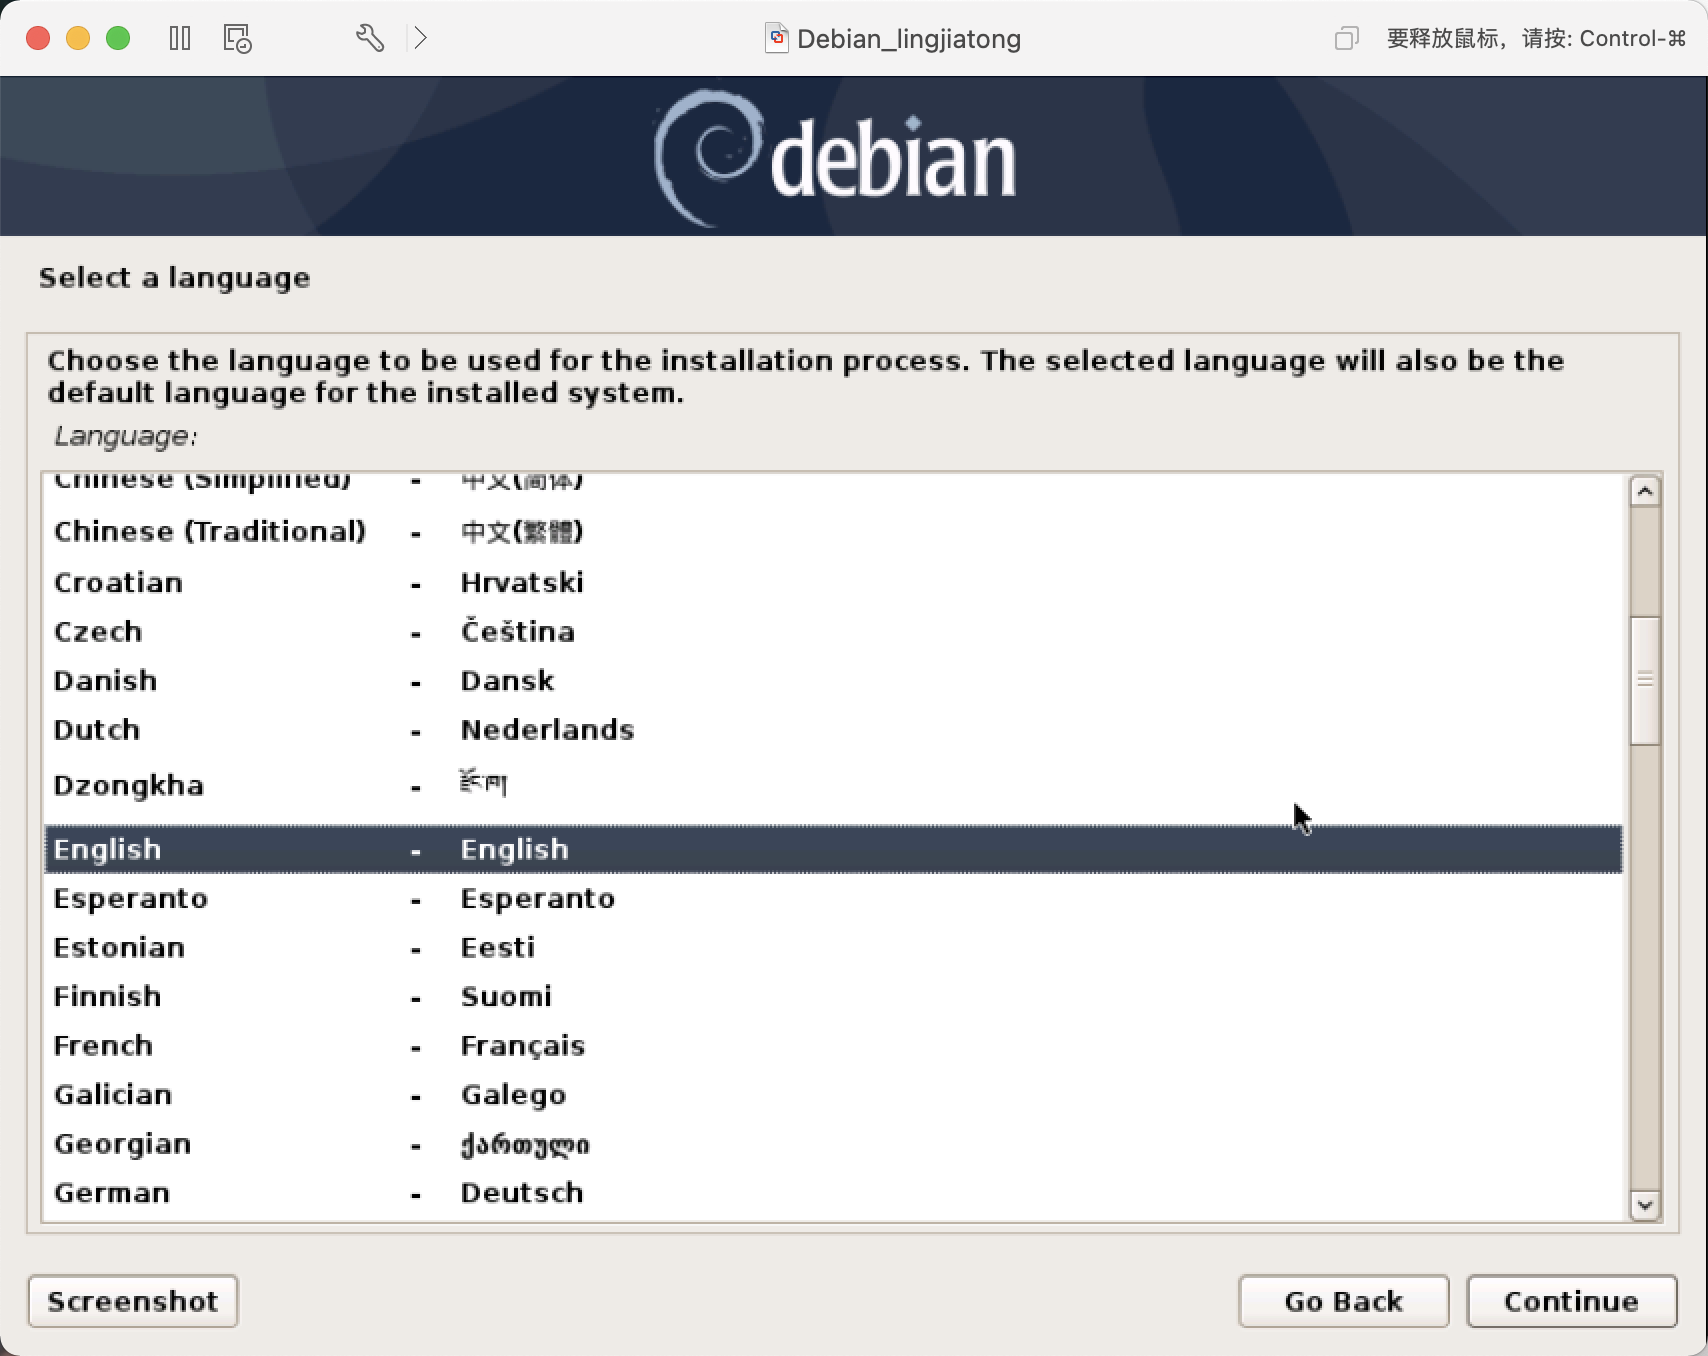 Debian_lingjiatong
要释放鼠标，请按: Control-⌘
debian
Select a language
Choose the language to be used for the installation process. The selected language will also be the
default language for the installed system.
Language:
Chinese (Simplified) - 中文(简体)
Chinese (Traditional) - 中文(繁體)
Croatian - Hrvatski
Czech - Čeština
Danish - Dansk
Dutch - Nederlands
Dzongkha - རྫོང་ཁ།
English - English
Esperanto - Esperanto
Estonian - Eesti
Finnish - Suomi
French - Français
Galician - Galego
Georgian - ქართული
German - Deutsch
Screenshot
Go Back
Continue